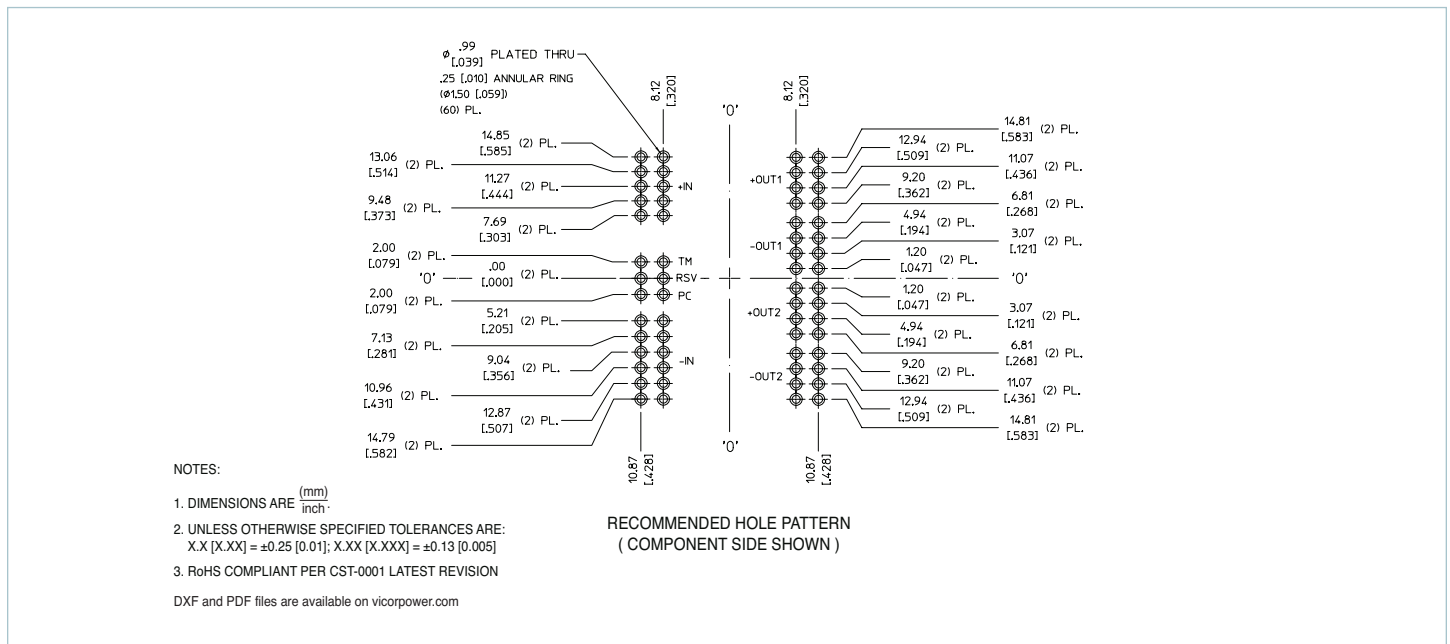 ø .99 PLATED THRU
[.039]
.25 [.010] ANNULAR RING
(ø1.50 [.059])
(60) PL.
8.12
[.320]
'0'
8.12
[.320]
14.85 (2) PL.
[.585]
13.06 (2) PL.
[.514]
11.27 (2) PL.
[.444]
9.48 (2) PL.
[.373]
7.69 (2) PL.
[.303]
2.00 (2) PL.
[.079]
'0'
.00 (2) PL.
[.000]
2.00 (2) PL.
[.079]
5.21 (2) PL.
[.205]
7.13 (2) PL.
[.281]
9.04 (2) PL.
[.356]
10.96 (2) PL.
[.431]
12.87 (2) PL.
[.507]
14.79 (2) PL.
[.582]
+IN
TM
RSV
PC
-IN
10.87
[.428]
'0'
10.87
[.428]
+OUT1
-OUT1
+OUT2
-OUT2
14.81 (2) PL.
[.583]
12.94 (2) PL.
[.509]
11.07 (2) PL.
[.436]
9.20 (2) PL.
[.362]
6.81 (2) PL.
[.268]
4.94 (2) PL.
[.194]
3.07 (2) PL.
[.121]
1.20 (2) PL.
[.047]
'0'
1.20 (2) PL.
[.047]
3.07 (2) PL.
[.121]
4.94 (2) PL.
[.194]
6.81 (2) PL.
[.268]
9.20 (2) PL.
[.362]
11.07 (2) PL.
[.436]
12.94 (2) PL.
[.509]
14.81 (2) PL.
[.583]
NOTES:
1. DIMENSIONS ARE (mm)/inch.
2. UNLESS OTHERWISE SPECIFIED TOLERANCES ARE:
X.X [X.XX] = ±0.25 [0.01]; X.XX [X.XXX] = ±0.13 [0.005]
3. RoHS COMPLIANT PER CST-0001 LATEST REVISION
DXF and PDF files are available on vicorpower.com
RECOMMENDED HOLE PATTERN
( COMPONENT SIDE SHOWN )